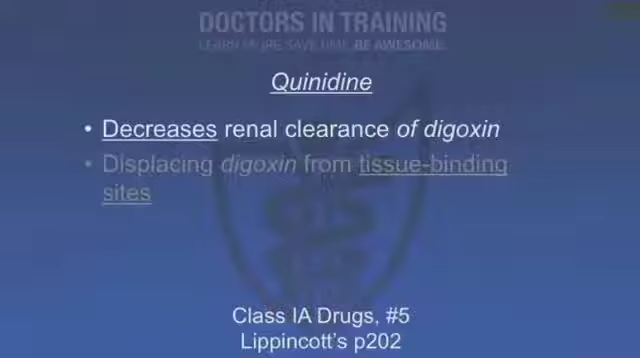 DOCTORS IN TRAINING
LEARN MORE. SAVE TIME. BE AWESOME.
Quinidine
• Decreases renal clearance of digoxin
• Displacing digoxin from tissue-binding
sites
Class IA Drugs, #5
Lippincott's p202